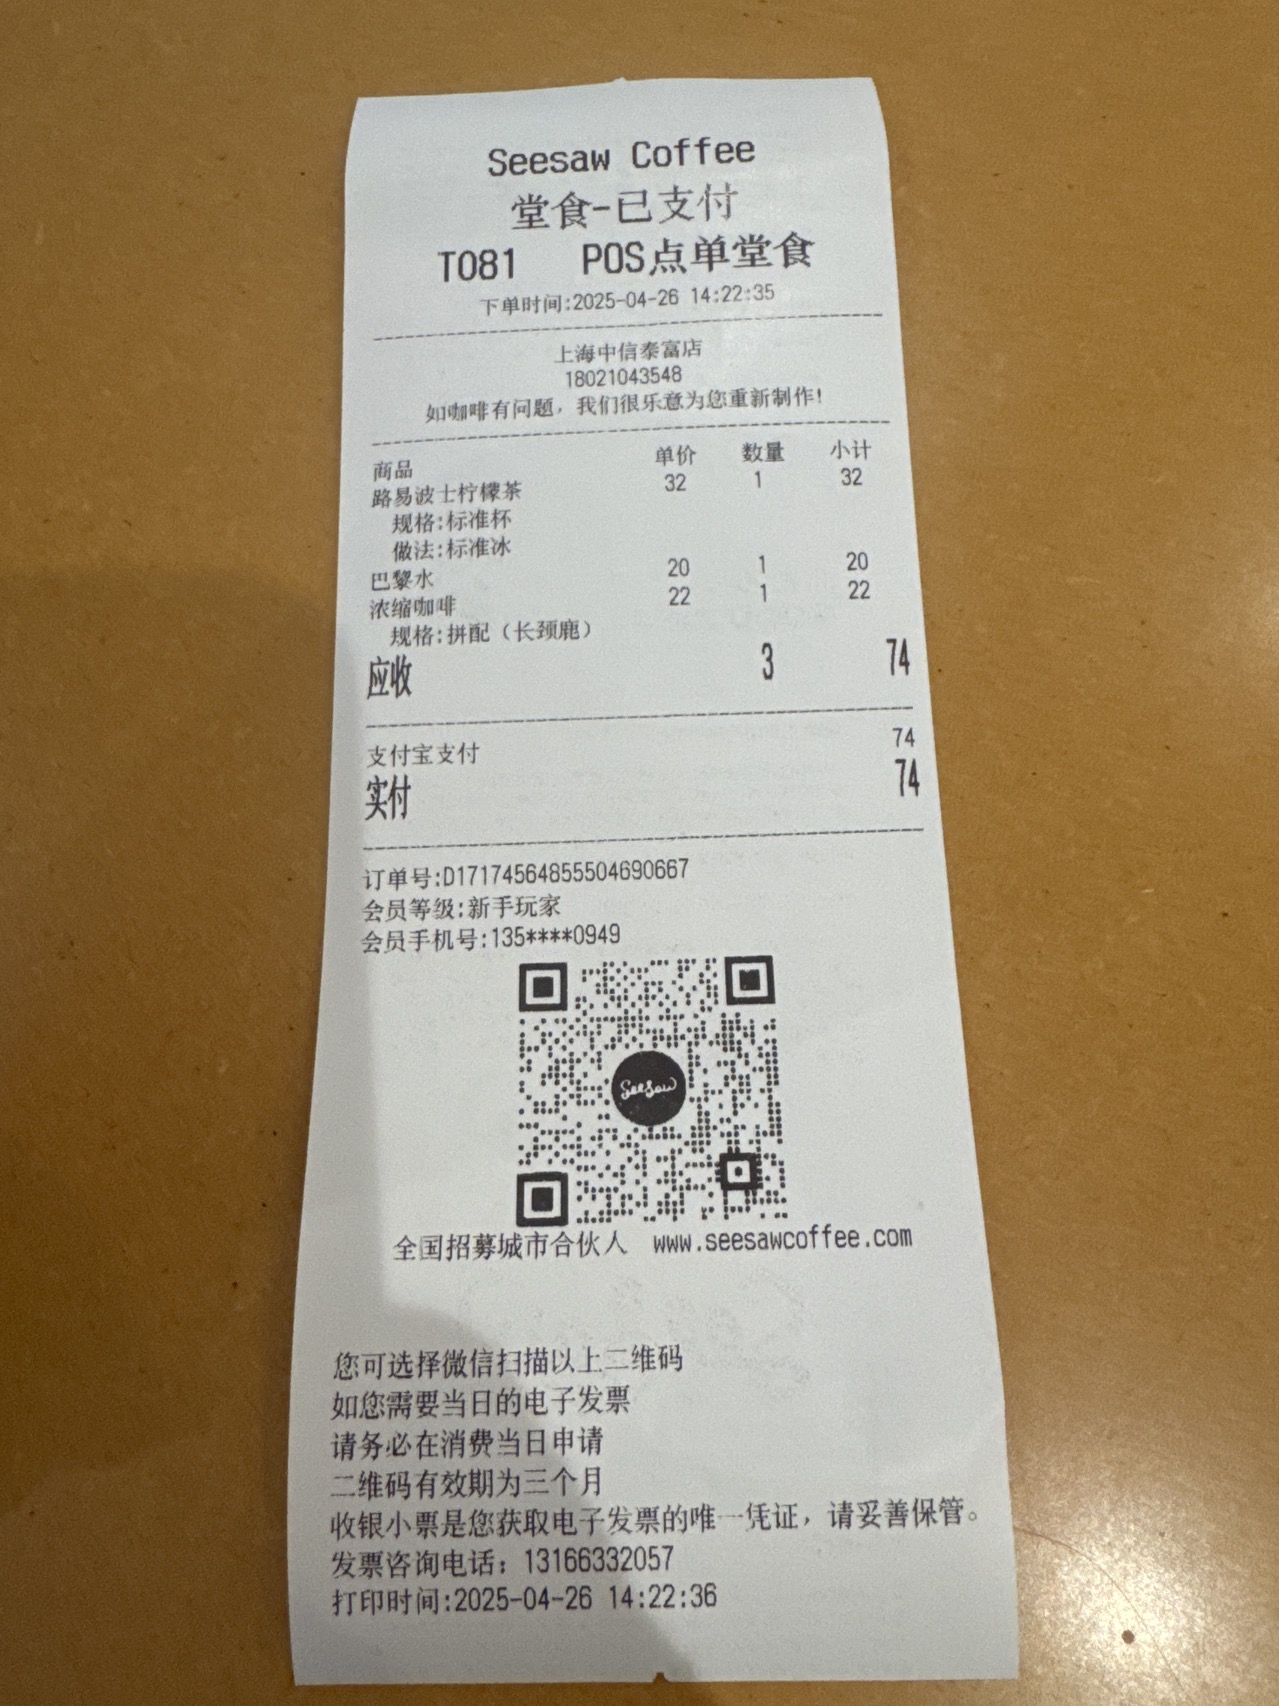 Seesaw Coffee
堂食-已支付
T081 POS点单堂食
下单时间:2025-04-26 14:22:35
上海中信泰富店
18021043548
如咖啡有问题，我们很乐意为您重新制作!
商品 单价 数量 小计
路易波士柠檬茶 32 1 32
规格:标准杯
做法:标准冰
巴黎水 20 1 20
浓缩咖啡 22 1 22
规格:拼配（长颈鹿）
应收 3 74
支付宝支付 74
实付 74
订单号:D17174564855504690667
会员等级:新手玩家
会员手机号:135****0949
SeeSaw
全国招募城市合伙人 www.seesawcoffee.com
您可选择微信扫描以上二维码
如您需要当日的电子发票
请务必在消费当日申请
二维码有效期为三个月
收银小票是您获取电子发票的唯一凭证，请妥善保管。
发票咨询电话：13166332057
打印时间:2025-04-26 14:22:36